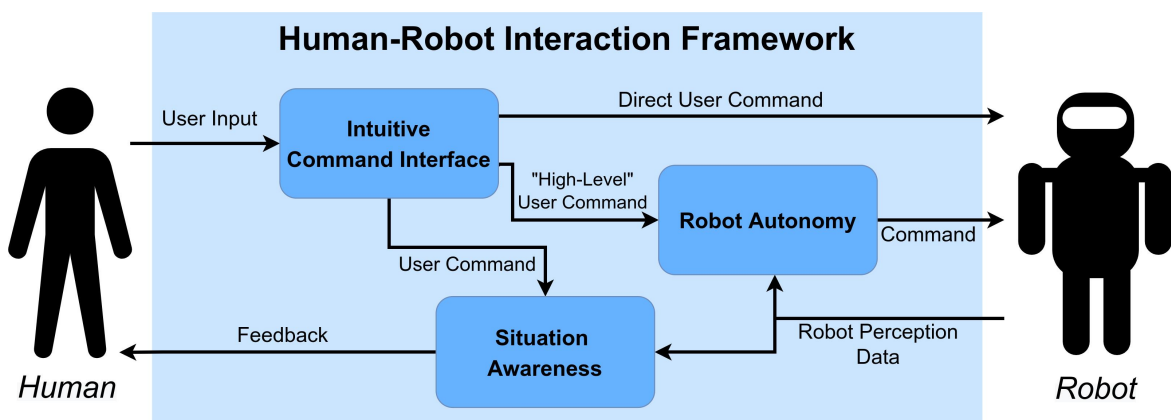 Human-Robot Interaction Framework
User Input
Intuitive
Command Interface
Direct User Command
"High-Level"
User Command
Robot Autonomy
Command
User Command
Feedback
Situation
Awareness
Robot Perception
Data
Human
Robot